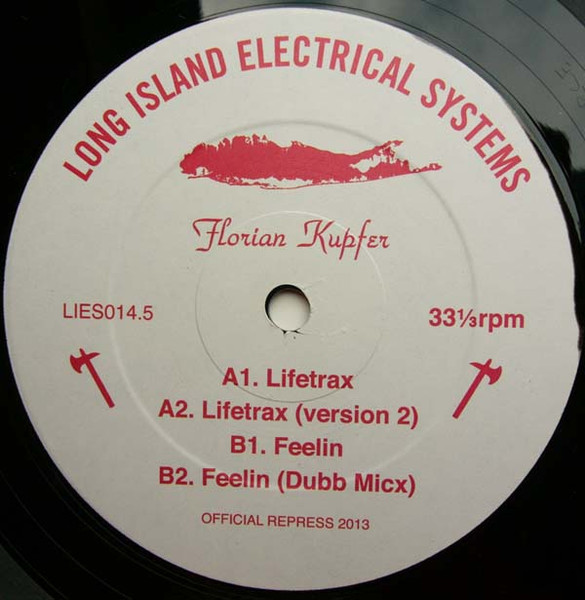 LONG ISLAND ELECTRICAL SYSTEMS
Florian Kupfer
LIES014.5
33⅓rpm
A1. Lifetrax
A2. Lifetrax (version 2)
B1. Feelin
B2. Feelin (Dubb Micx)
OFFICIAL REPRESS 2013